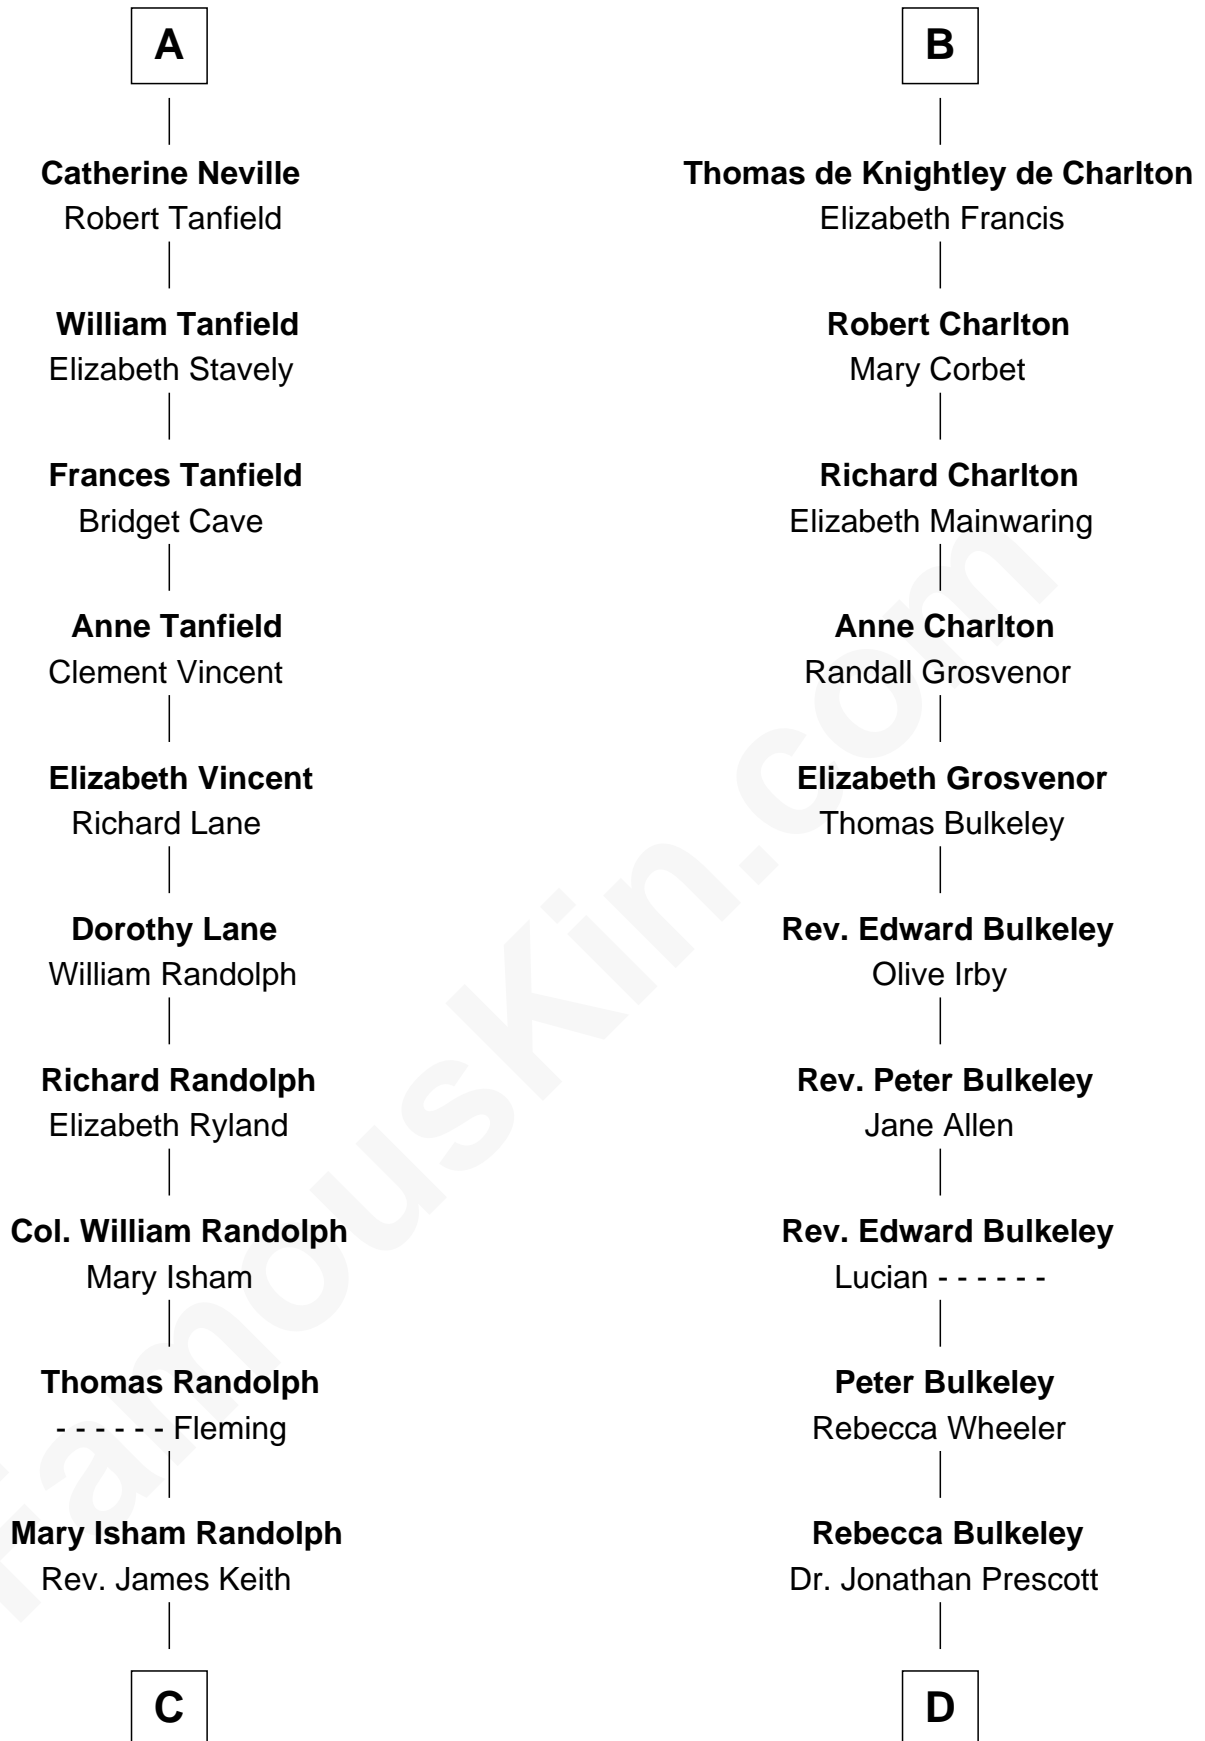 A
Catherine Neville
Robert Tanfield
William Tanfield
Elizabeth Stavely
Frances Tanfield
Bridget Cave
Anne Tanfield
Clement Vincent
Elizabeth Vincent
Richard Lane
Dorothy Lane
William Randolph
Richard Randolph
Elizabeth Ryland
Col. William Randolph
Mary Isham
Thomas Randolph
- - - - - - Fleming
Mary Isham Randolph
Rev. James Keith
C
B
Thomas de Knightley de Charlton
Elizabeth Francis
Robert Charlton
Mary Corbet
Richard Charlton
Elizabeth Mainwaring
Anne Charlton
Randall Grosvenor
Elizabeth Grosvenor
Thomas Bulkeley
Rev. Edward Bulkeley
Olive Irby
Rev. Peter Bulkeley
Jane Allen
Rev. Edward Bulkeley
Lucian - - - - - -
Peter Bulkeley
Rebecca Wheeler
Rebecca Bulkeley
Dr. Jonathan Prescott
D
FamousKin.com